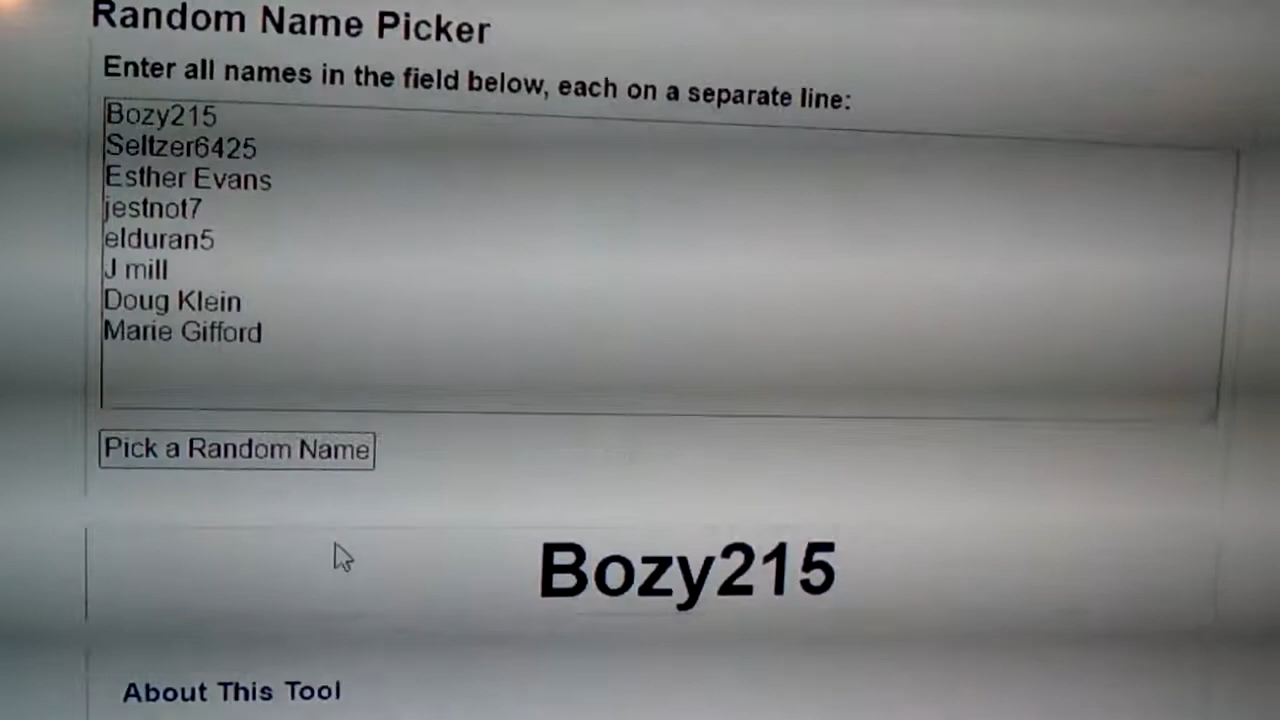 Random Name Picker
Enter all names in the field below, each on a separate line:
Bozy215
Seltzer6425
Esther Evans
jestnot7
elduran5
J mill
Doug Klein
Marie Gifford
Pick a Random Name
Bozy215
About This Tool